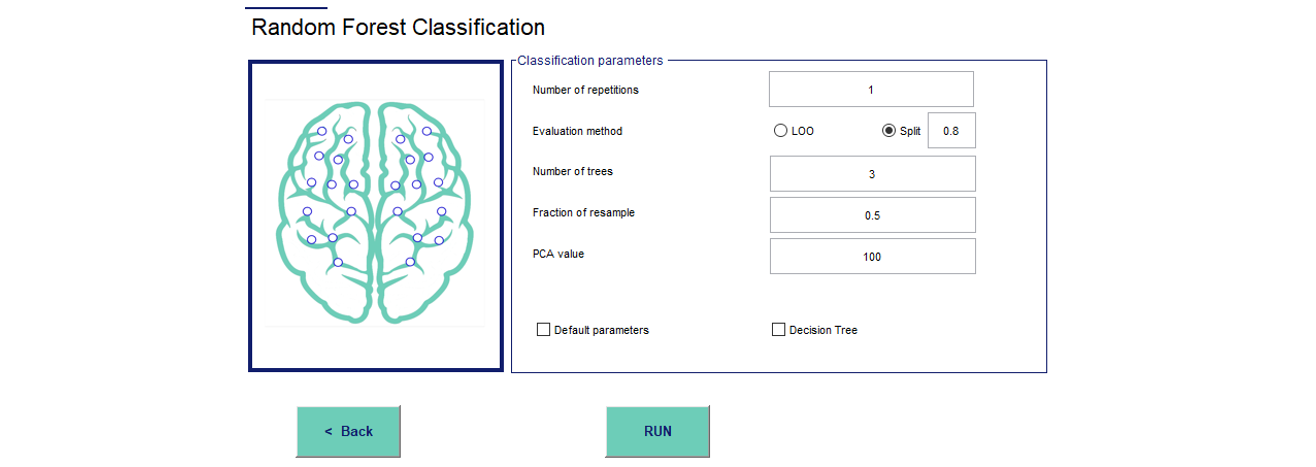 Random Forest Classification
Classification parameters
Number of repetitions 1
Evaluation method LOO Split 0.8
Number of trees 3
Fraction of resample 0.5
PCA value 100
Default parameters Decision Tree
< Back RUN